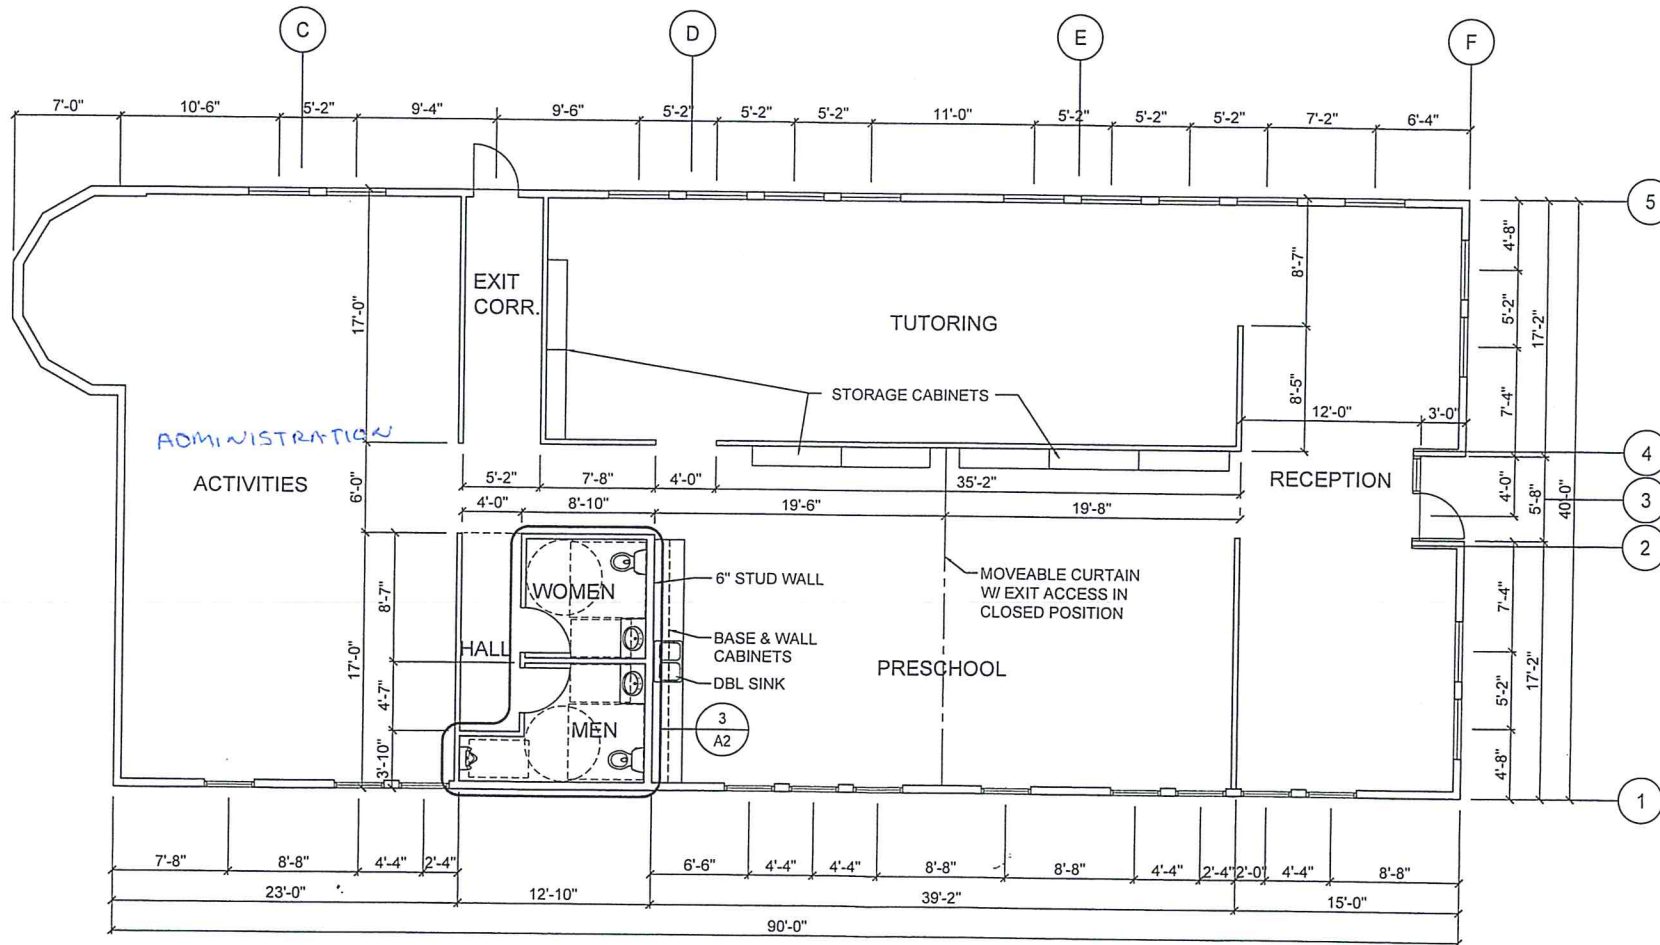 C
D
E
F
7'-0"
10'-6"
5'-2"
9'-4"
9'-6"
5'-2"
5'-2"
5'-2"
11'-0"
5'-2"
5'-2"
5'-2"
7'-2"
6'-4"
5
4'-8"
8'-7"
EXIT
CORR.
5'-2"
17'-0"
TUTORING
17'-2"
8'-5"
STORAGE CABINETS
12'-0"
3'-0"
7'-4"
ADMINISTRATION
4
ACTIVITIES
6'-0"
5'-2"
7'-8"
4'-0"
35'-2"
RECEPTION
4'-0"
5'-8"
40'-0"
3
4'-0"
8'-10"
19'-6"
19'-8"
2
WOMEN
6" STUD WALL
MOVEABLE CURTAIN
W/ EXIT ACCESS IN
CLOSED POSITION
8'-7"
7'-4"
HALL
BASE & WALL
CABINETS
17'-0"
PRESCHOOL
17'-2"
4'-7"
DBL SINK
5'-2"
3
A2
MEN
3'-10"
4'-8"
1
7'-8"
8'-8"
4'-4"
2'-4"
6'-6"
4'-4"
4'-4"
8'-8"
8'-8"
4'-4"
2'-4"
2'-0"
4'-4"
8'-8"
23'-0"
12'-10"
39'-2"
15'-0"
90'-0"